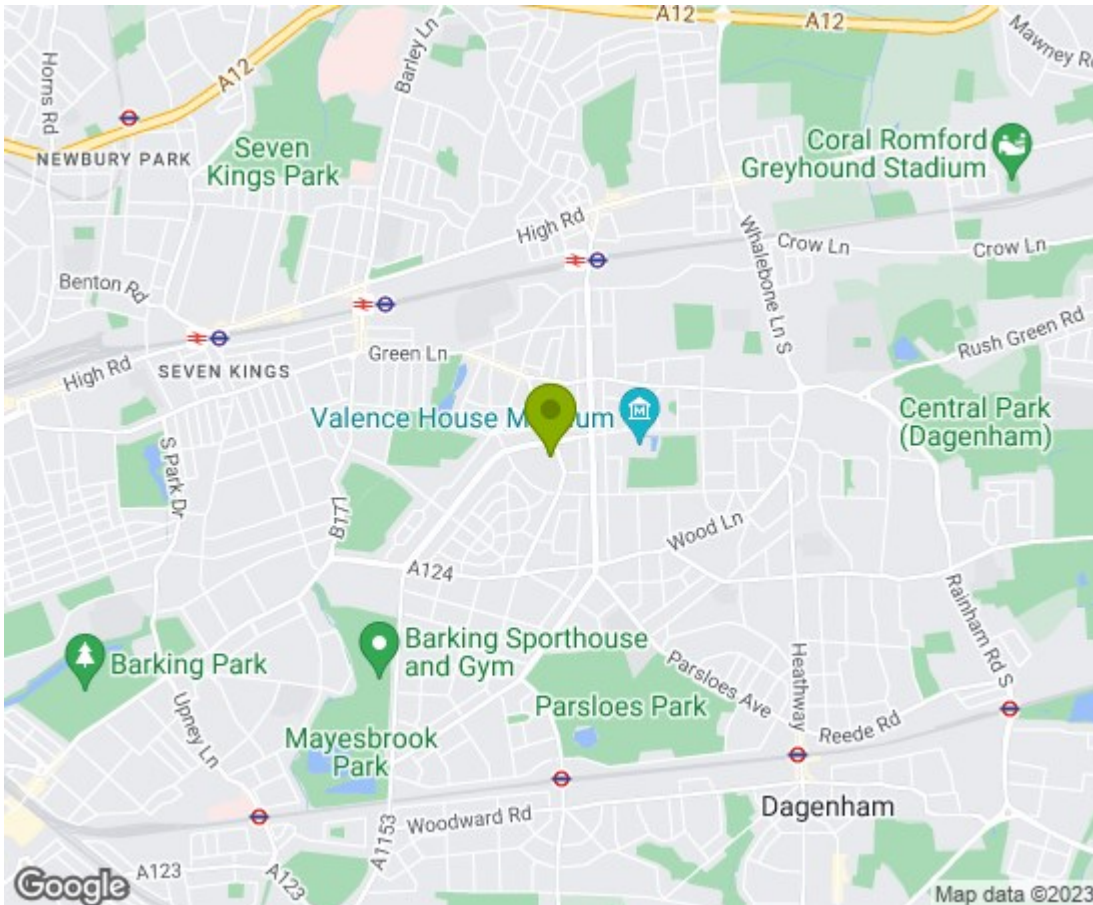 A12
A12
Mawney Rd
Horns Rd
A12
Barley Ln
NEWBURY PARK
Seven
Kings Park
Coral Romford
Greyhound Stadium
High Rd
Whalebone Ln S
Crow Ln
Crow Ln
Benton Rd
Rush Green Rd
Green Ln
SEVEN KINGS
High Rd
Valence House M um
Central Park
(Dagenham)
S Park Dr
B177
Wood Ln
A124
Rainham Rd S
Barking Sporthouse
and Gym
Barking Park
Parsloes Ave
Heathway
Parsloes Park
Upney Ln
Reede Rd
Mayesbrook
Park
Dagenham
Woodward Rd
A1153
A123
A123
Google
Map data ©2023